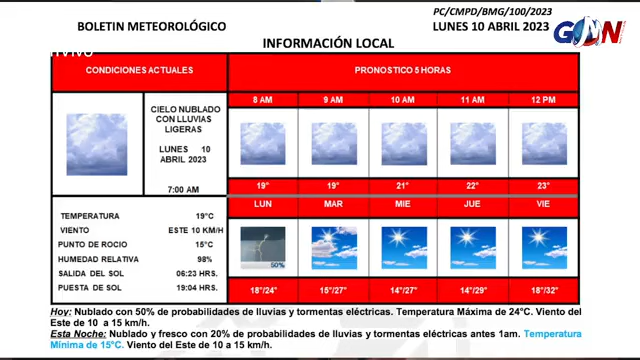 PC/CMPD/BMG/100/2023
BOLETIN METEOROLÓGICO
LUNES 10 ABRIL 2023
GNN
INFORMACIÓN LOCAL
CONDICIONES ACTUALES
PRONOSTICO 5 HORAS
CIELO NUBLADO
CON LLUVIAS
LIGERAS
LUNES 10
ABRIL 2023
7:00 AM
8 AM 9 AM 10 AM 11 AM 12 PM
19° 19° 21° 22° 23°
TEMPERATURA 19°C
VIENTO ESTE 10 KM/H
PUNTO DE ROCIO 15°C
HUMEDAD RELATIVA 98%
SALIDA DEL SOL 06:23 HRS.
PUESTA DE SOL 19:04 HRS.
LUN MAR MIE JUE VIE
50%
18°/24° 15°/27° 14°/27° 14°/29° 18°/32°
Hoy: Nublado con 50% de probabilidades de lluvias y tormentas eléctricas. Temperatura Máxima de 24°C. Viento del
Este de 10 a 15 km/h.
Esta Noche: Nublado y fresco con 20% de probabilidades de lluvias y tormentas eléctricas antes 1am. Temperatura
Mínima de 15°C. Viento del Este de 10 a 15 km/h.